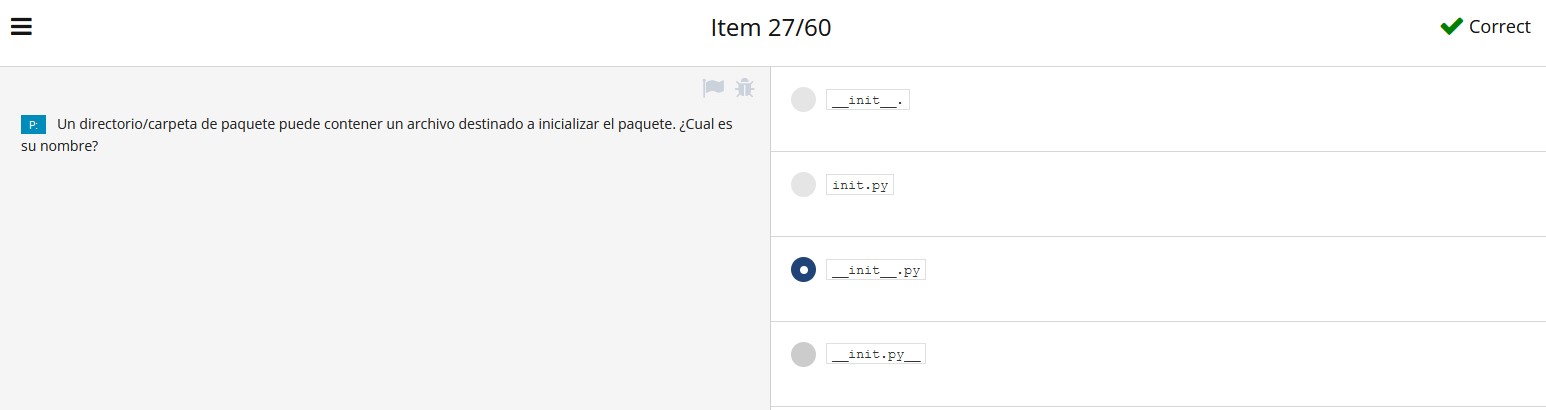 Item 27/60
Correct
P: Un directorio/carpeta de paquete puede contener un archivo destinado a inicializar el paquete. ¿Cual es
su nombre?
__init__.
init.py
__init__.py
__init.py__